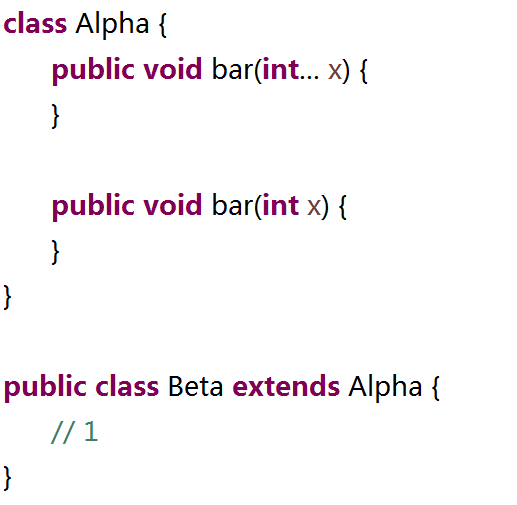 class Alpha {
public void bar(int... x) {
}
public void bar(int x) {
}
}
public class Beta extends Alpha {
// 1
}